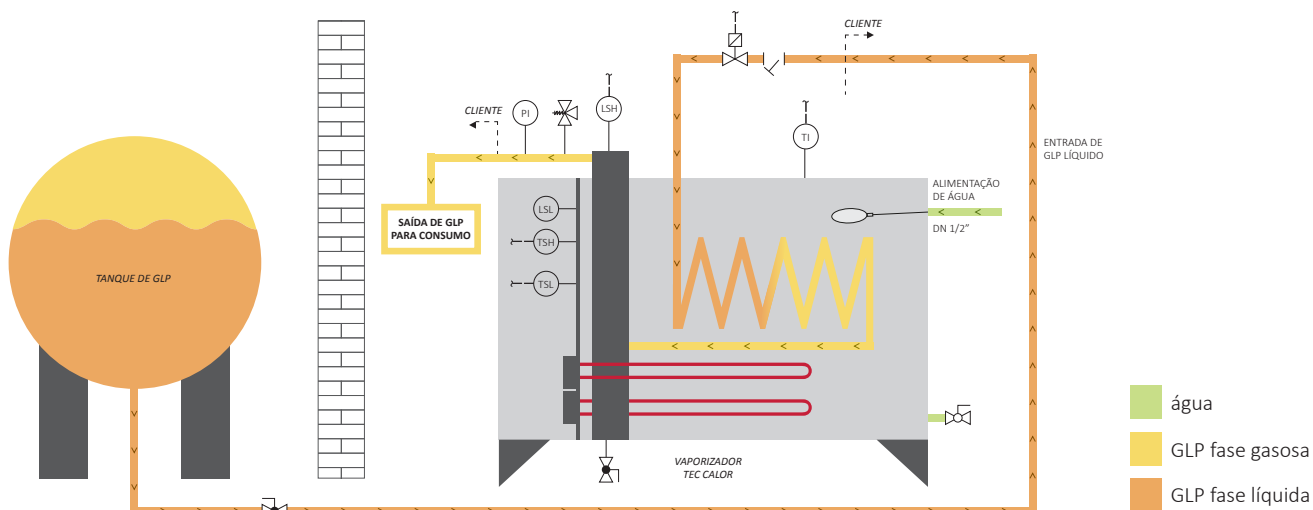 CLIENTE
CLIENTE
PI
LSH
TI
ENTRADA DE
GLP LÍQUIDO
ALIMENTAÇÃO
DE ÁGUA
DN 1/2”
SAÍDA DE GLP
PARA CONSUMO
LSL
TSH
TSL
TANQUE DE GLP
VAPORIZADOR
TEC CALOR
água
GLP fase gasosa
GLP fase líquida